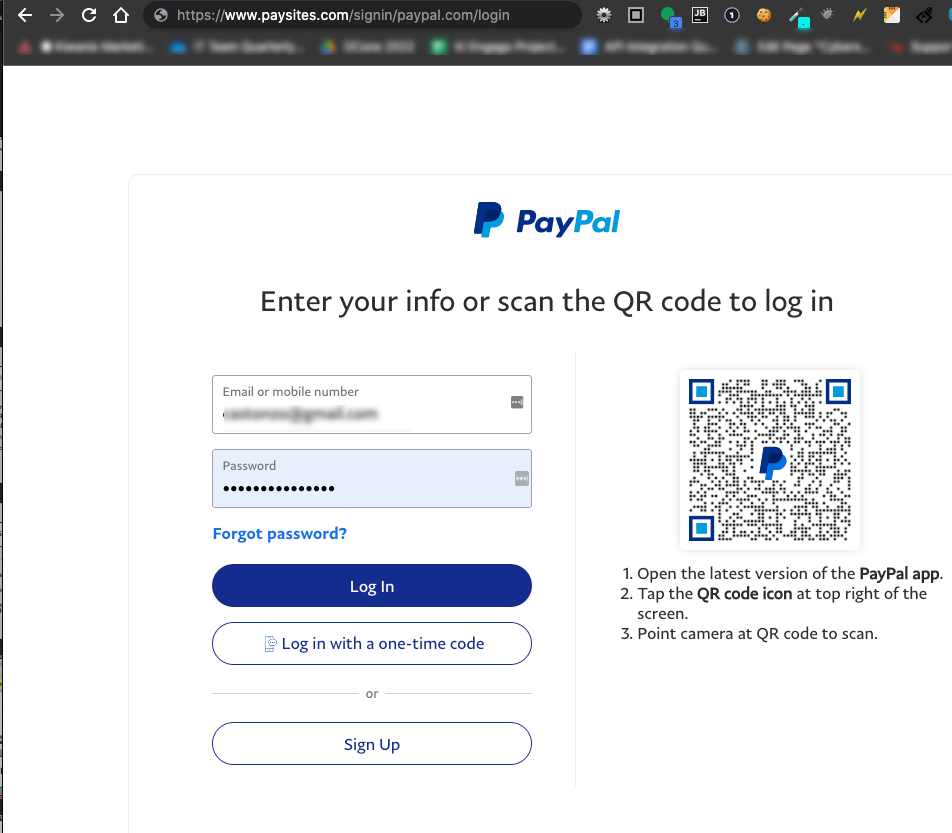 https://www.paysites.com/signin/paypal.com/login
3
JB
1
PayPal
Enter your info or scan the QR code to log in
Email or mobile number
Password
Forgot password?
Log In
Log in with a one-time code
or
Sign Up
1. Open the latest version of the PayPal app.
2. Tap the QR code icon at top right of the
screen.
3. Point camera at QR code to scan.